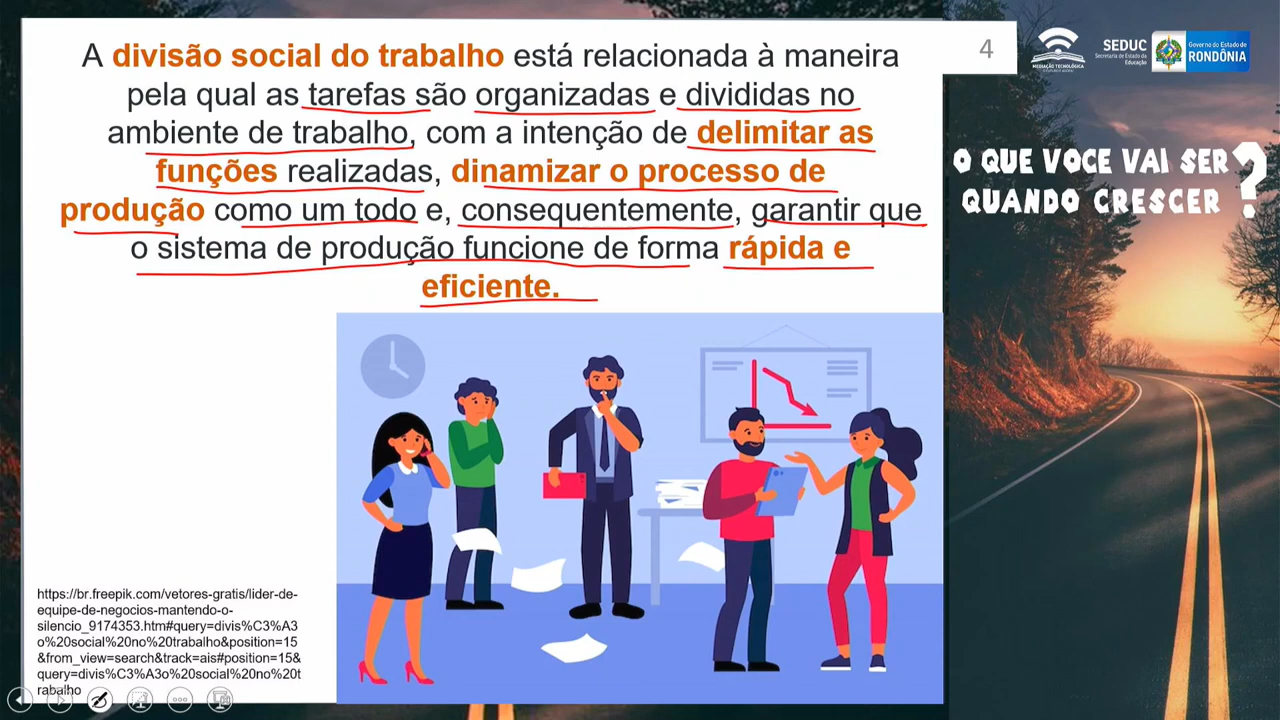 A divisão social do trabalho está relacionada à maneira
pela qual as tarefas são organizadas e divididas no
ambiente de trabalho, com a intenção de delimitar as
funções realizadas, dinamizar o processo de
produção como um todo e, consequentemente, garantir que
o sistema de produção funcione de forma rápida e
eficiente.
4
SEDUC
Secretaria de Estado da
Educação
Governo do Estado de
RONDÔNIA
MEDIAÇÃO TECNOLÓGICA
O QUE VOCE VAI SER
QUANDO CRESCER?
https://br.freepik.com/vetores-gratis/lider-de-
equipe-de-negocios-mantendo-o-
silencio_9174353.htm#query=divis%C3%A3
o%20social%20no%20trabalho&position=15
&from_view=search&track=ais#position=15&
query=divis%C3%A3o%20social%20no%20t
rabalho